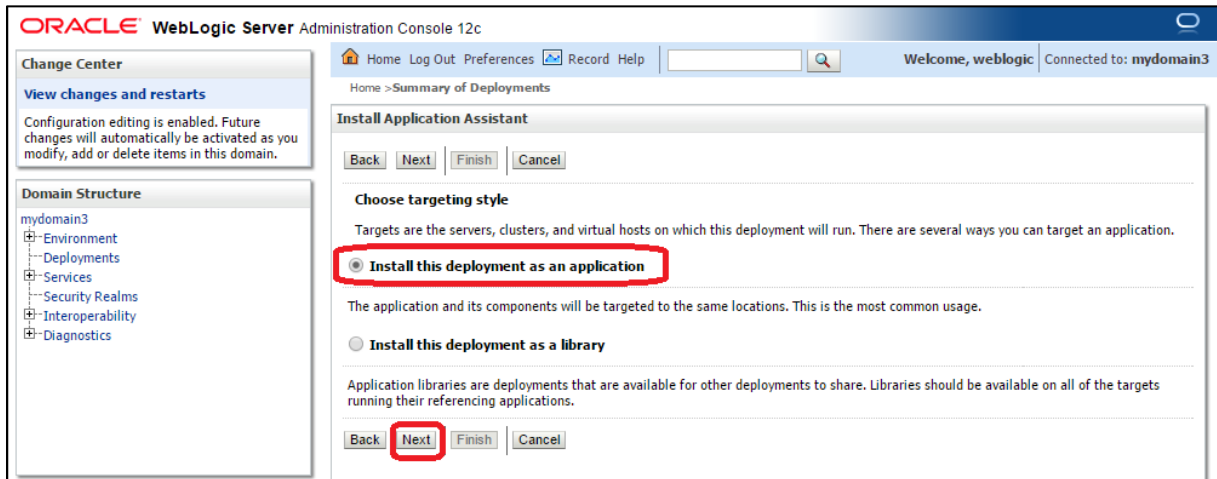 ORACLE WebLogic Server Administration Console 12c
Change Center
View changes and restarts
Configuration editing is enabled. Future
changes will automatically be activated as you
modify, add or delete items in this domain.
Domain Structure
mydomain3
Environment
Deployments
Services
Security Realms
Interoperability
Diagnostics
Home Log Out Preferences Record Help
Welcome, weblogic Connected to: mydomain3
Home >Summary of Deployments
Install Application Assistant
Back Next Finish Cancel
Choose targeting style
Targets are the servers, clusters, and virtual hosts on which this deployment will run. There are several ways you can target an application.
Install this deployment as an application
The application and its components will be targeted to the same locations. This is the most common usage.
Install this deployment as a library
Application libraries are deployments that are available for other deployments to share. Libraries should be available on all of the targets
running their referencing applications.
Back Next Finish Cancel